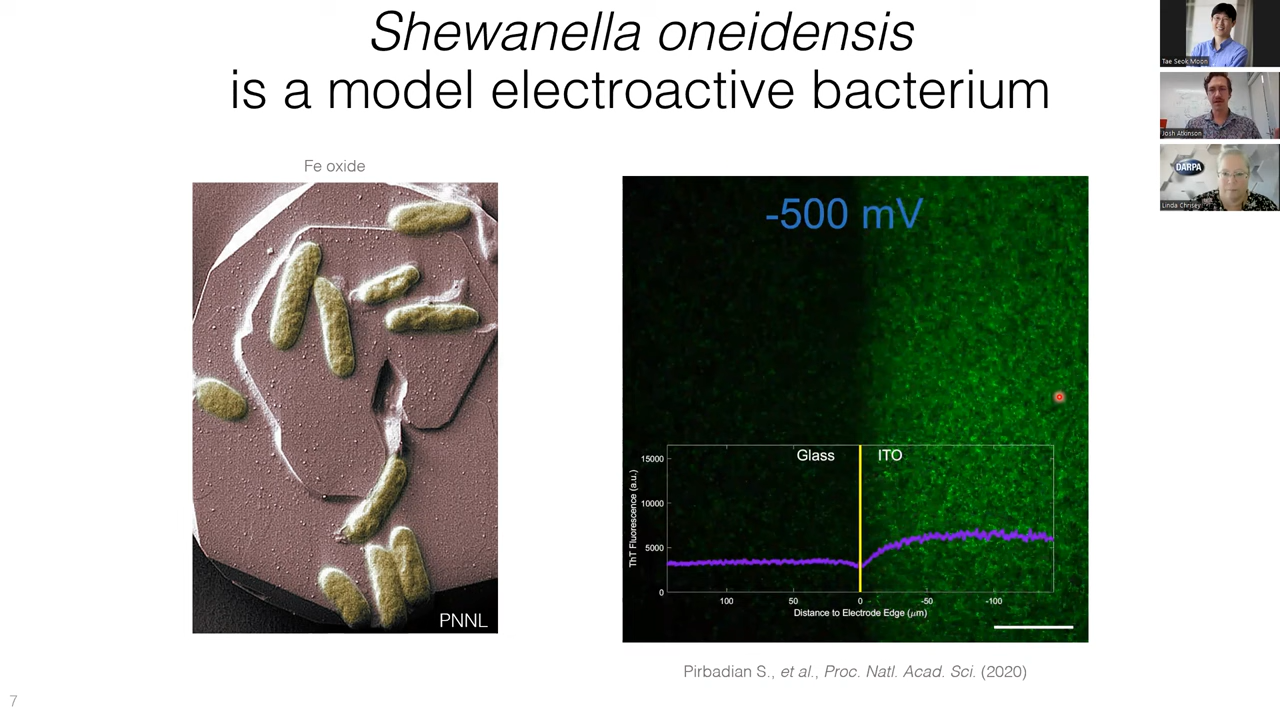 Shewanella oneidensis
is a model electroactive bacterium
Fe oxide
PNNL
-500 mV
Glass
ITO
15000
10000
5000
0
ThT Fluorescence (a.u.)
100
50
0
-50
-100
Distance to Electrode Edge (μm)
Pirbadian S., et al., Proc. Natl. Acad. Sci. (2020)
7
Tae Seok Moon
Josh Atkinson
DARPA
Linda Chrisey